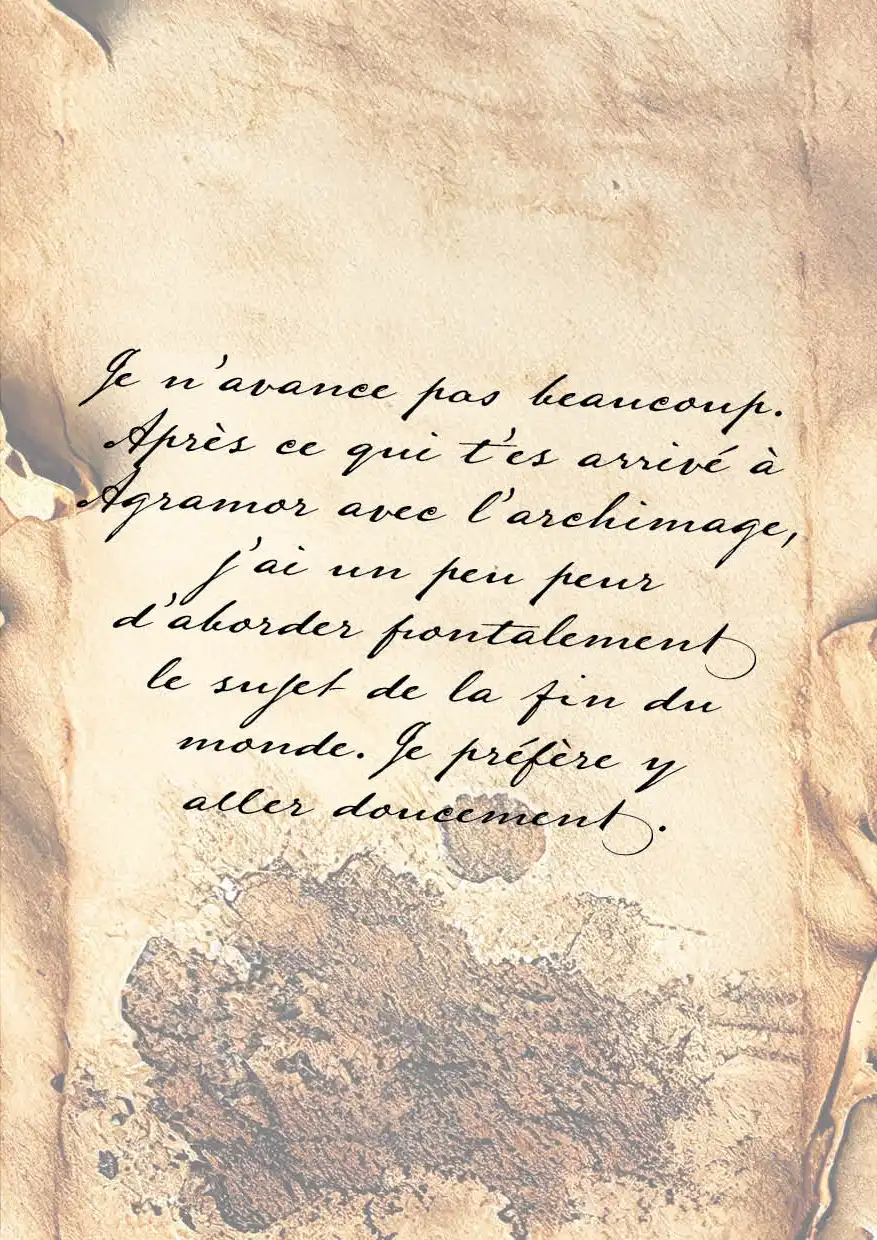 Je n'avance pas beaucoup.
Après ce qui t'es arrivé à
Agramor avec l'archimage,
j'ai un peu peur
d'aborder frontalement
le sujet de la fin du
monde. Je préfère y
aller doucement.